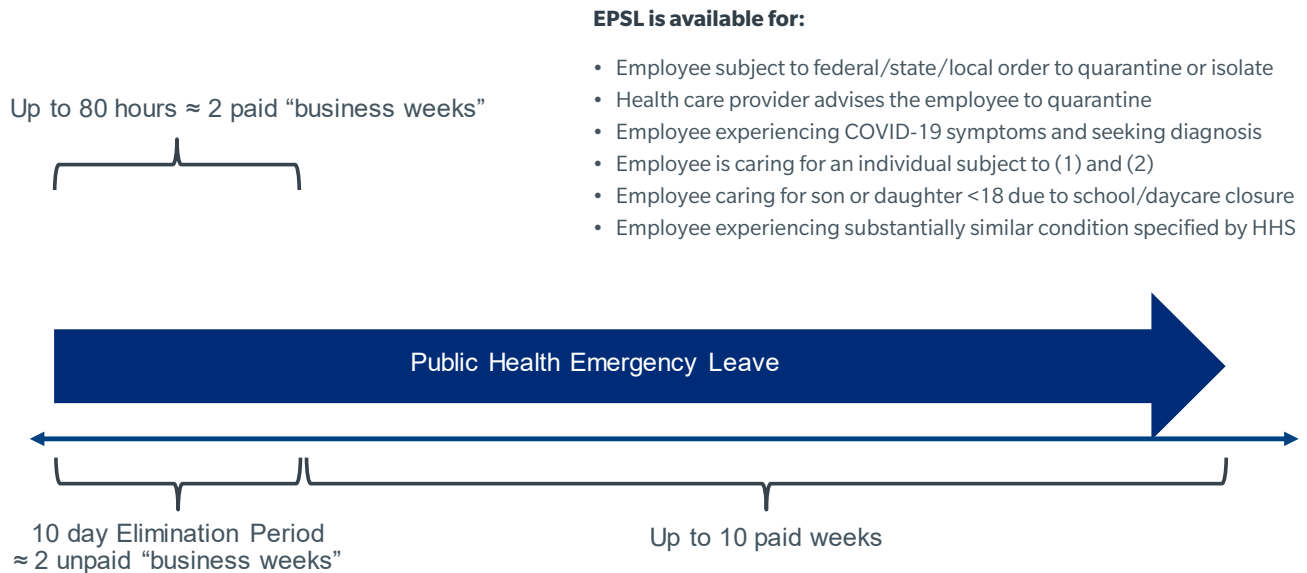 EPSL is available for:
• Employee subject to federal/state/local order to quarantine or isolate
• Health care provider advises the employee to quarantine
• Employee experiencing COVID-19 symptoms and seeking diagnosis
• Employee is caring for an individual subject to (1) and (2)
• Employee caring for son or daughter <18 due to school/daycare closure
• Employee experiencing substantially similar condition specified by HHS
Up to 80 hours ≈ 2 paid “business weeks”
Public Health Emergency Leave
10 day Elimination Period
≈ 2 unpaid “business weeks”
Up to 10 paid weeks